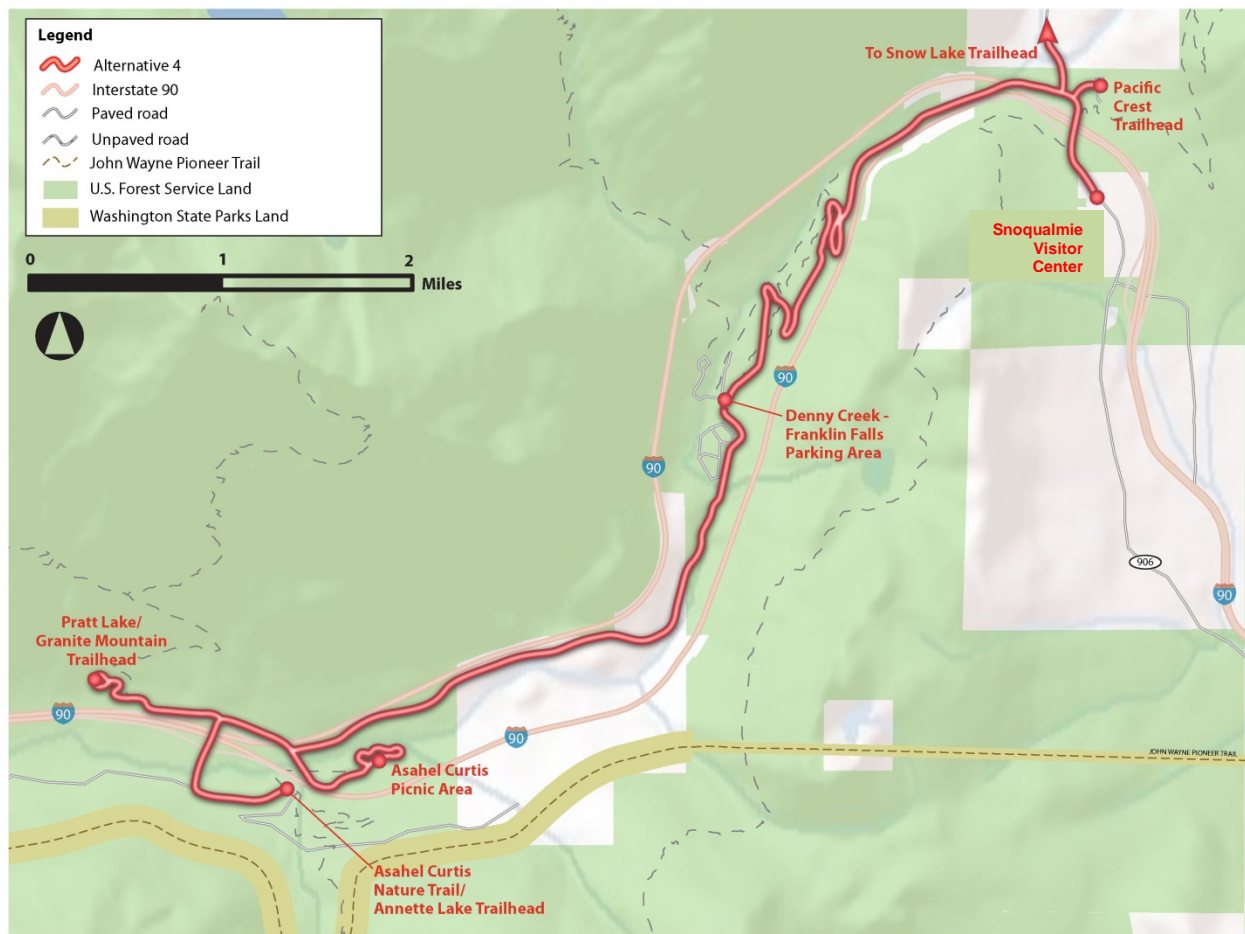 Legend
Alternative 4
Interstate 90
Paved road
Unpaved road
John Wayne Pioneer Trail
U.S. Forest Service Land
Washington State Parks Land
0
1
2
Miles
To Snow Lake Trailhead
Pacific
Crest
Trailhead
Snoqualmie
Visitor
Center
90
Denny Creek -
Franklin Falls
Parking Area
90
906
90
Pratt Lake/
Granite Mountain
Trailhead
90
90
JOHN WAYNE PIONEER TRAIL
Asahel Curtis
Picnic Area
Asahel Curtis
Nature Trail/
Annette Lake Trailhead